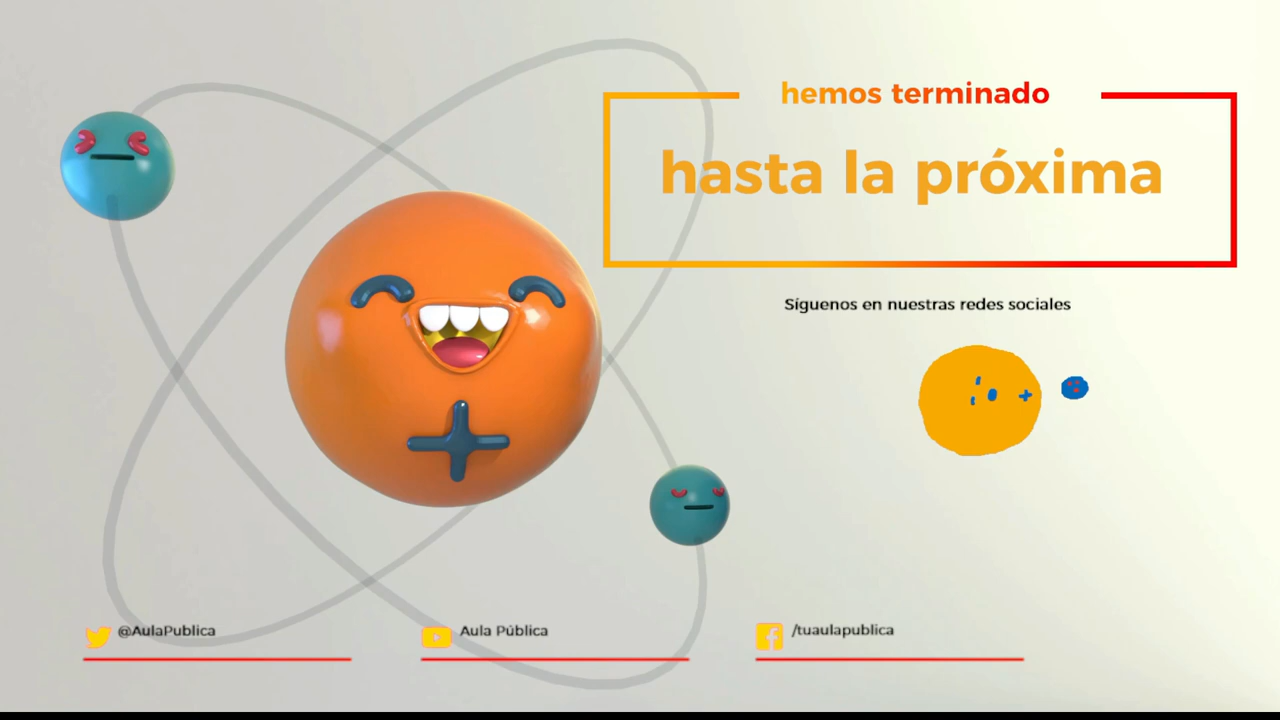 hemos terminado
hasta la próxima
Síguenos en nuestras redes sociales
@AulaPublica
Aula Pública
/tuaulapublica